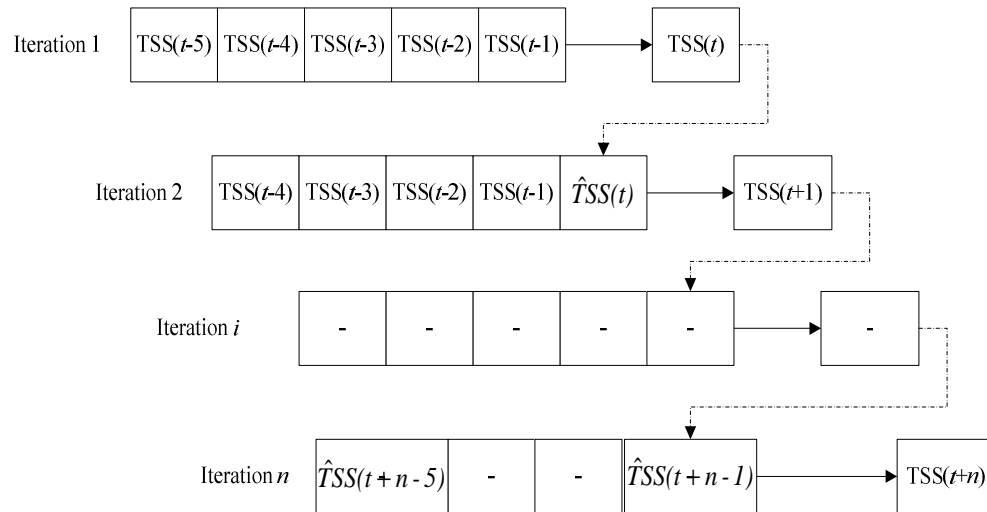 Iteration 1 TSS(t-5) TSS(t-4) TSS(t-3) TSS(t-2) TSS(t-1) TSS(t)
Iteration 2 TSS(t-4) TSS(t-3) TSS(t-2) TSS(t-1) T̂SS(t) TSS(t+1)
Iteration i - - - - - -
Iteration n T̂SS(t+n-5) - - T̂SS(t+n-1) TSS(t+n)